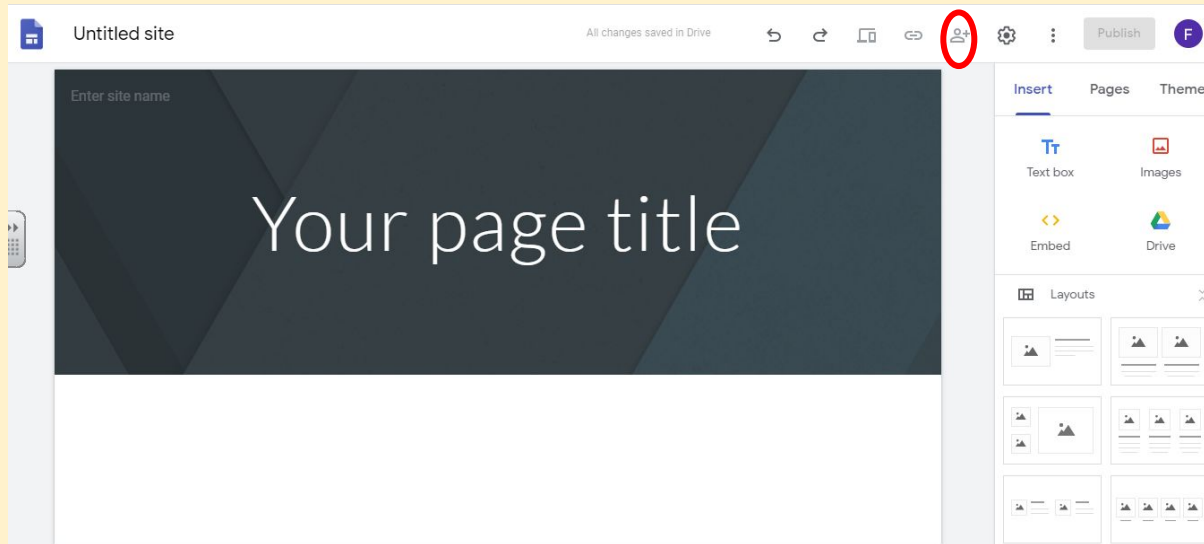 Untitled site
All changes saved in Drive
Publish
F
Enter site name
Your page title
Insert Pages Theme
Text box Images
Embed Drive
Layouts